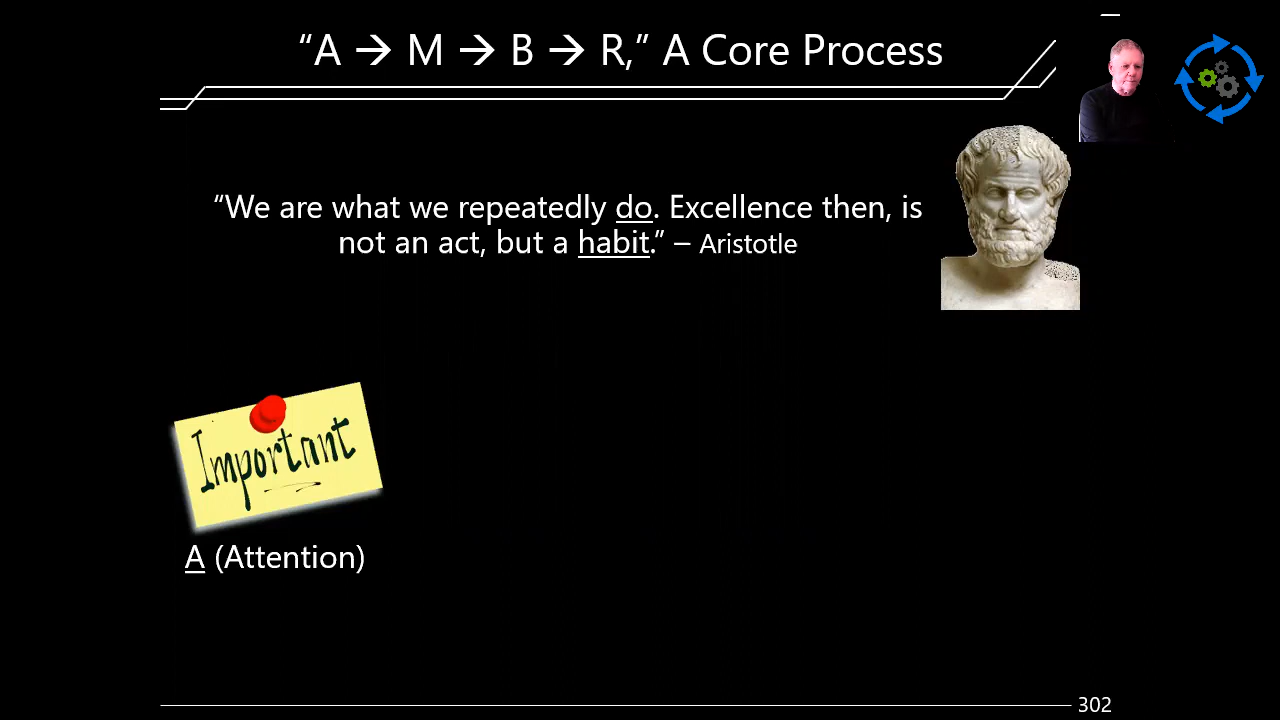 “A → M → B → R,” A Core Process
“We are what we repeatedly do. Excellence then, is
not an act, but a habit.” – Aristotle
Important
A (Attention)
302